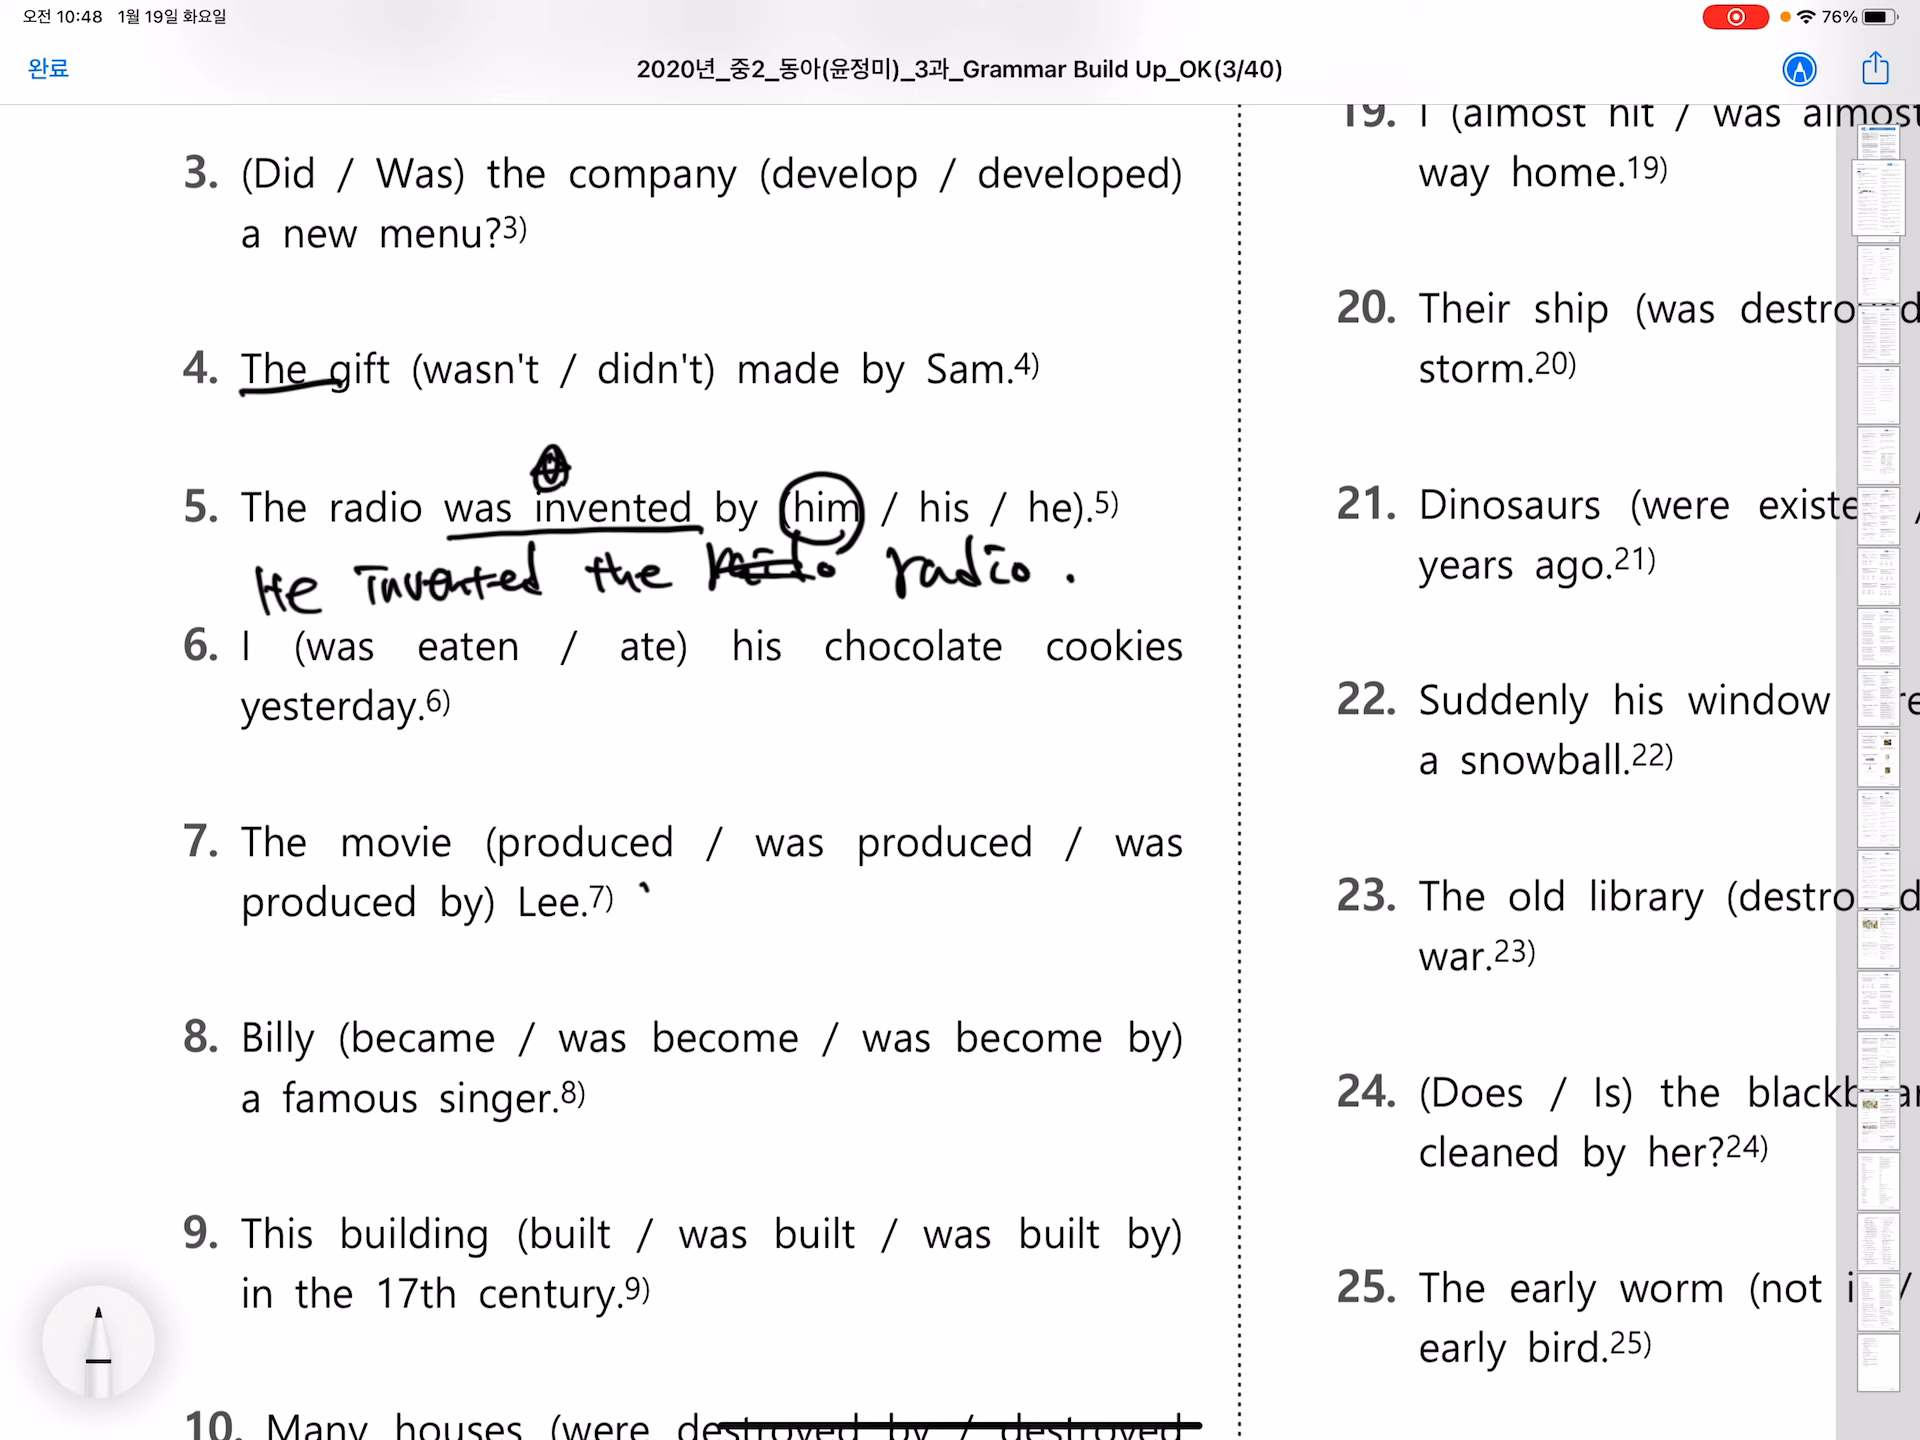 오전 10:48 1월 19일 화요일
76%
완료
2020년_중2_동아(윤정미)_3과_Grammar Build Up_OK(3/40)
3. (Did / Was) the company (develop / developed)
a new menu?3)
4. The gift (wasn't / didn't) made by Sam.4)
5. The radio was invented by (him / his / he).5)
He invented the radio.
6. I (was eaten / ate) his chocolate cookies
yesterday.6)
7. The movie (produced / was produced / was
produced by) Lee.7)
8. Billy (became / was become / was become by)
a famous singer.8)
9. This building (built / was built / was built by)
in the 17th century.9)
10. Many houses (were destroyed by / destroyed
19. I (almost hit / was almost
way home.19)
20. Their ship (was destro
storm.20)
21. Dinosaurs (were existe /
years ago.21)
22. Suddenly his window
a snowball.22)
23. The old library (destro
war.23)
24. (Does / Is) the blackb
cleaned by her?24)
25. The early worm (not i /
early bird.25)